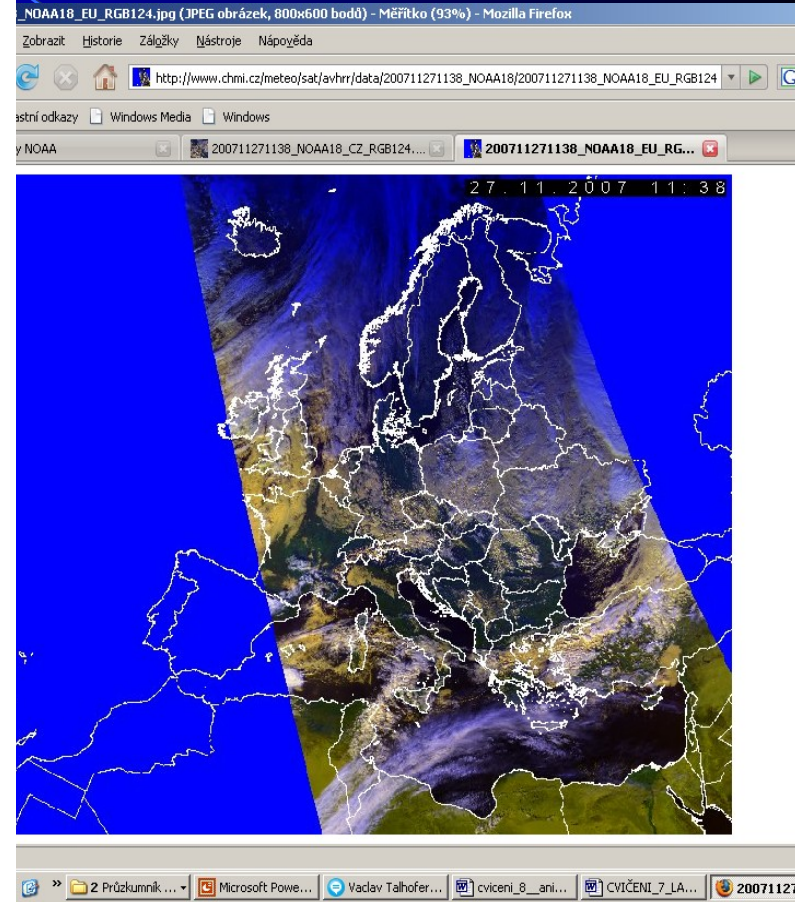 _NOAA18_EU_RGB124.jpg (JPEG obrázek, 800x600 bodů) - Měřítko (93%) - Mozilla Firefox
Zobrazit Historie Záložky Nástroje Nápověda
http://www.chmi.cz/meteo/sat/avhrr/data/200711271138_NOAA18/200711271138_NOAA18_EU_RGB124 G
astní odkazy Windows Media Windows
y NOAA 200711271138_NOAA18_CZ_RGB124.... 200711271138_NOAA18_EU_RG...
27.11.2007 11:38
» 2 Průzkumník ... Microsoft Powe... Vaclav Talhofer... cviceni_8__ani... CVIČENÍ_7_LA... 2007112